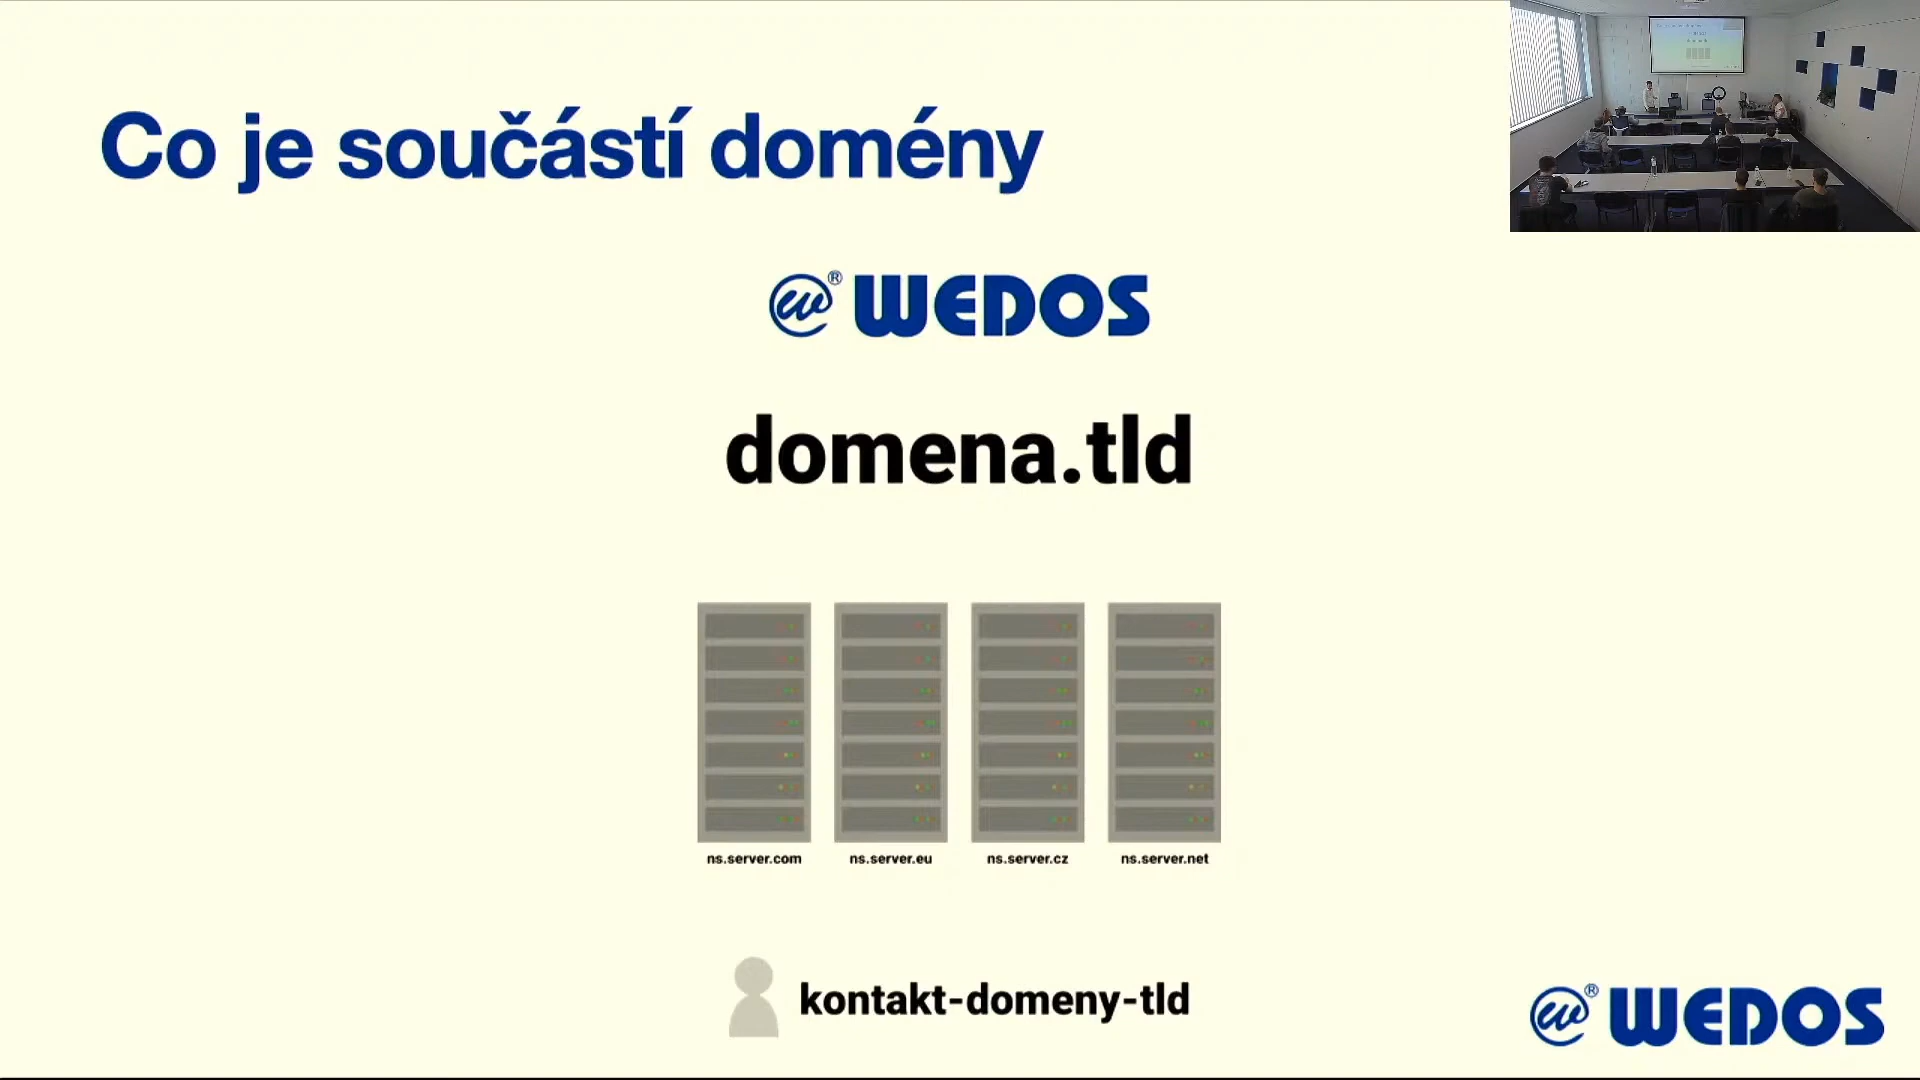 Co je součástí domény
WEDOS
domena.tld
ns.server.com
ns.server.eu
ns.server.cz
ns.server.net
kontakt-domeny-tld
WEDOS